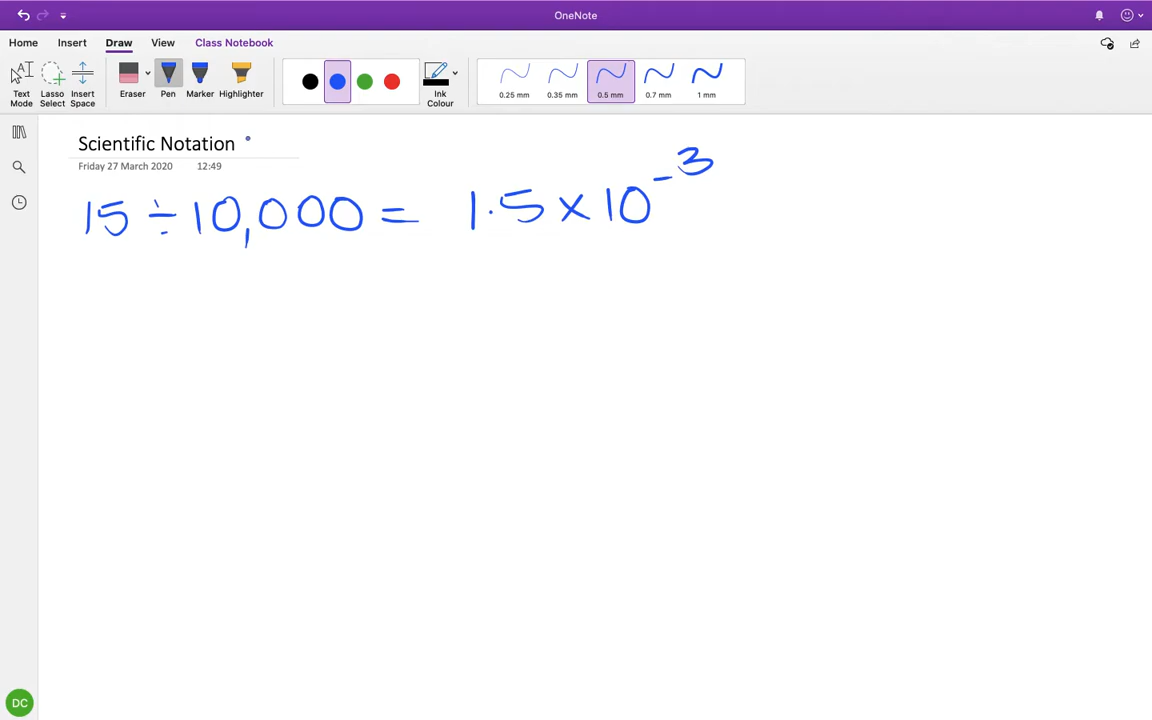 OneNote
Home Insert Draw View Class Notebook
Text Mode Lasso Select Insert Space Eraser Pen Marker Highlighter Ink Colour 0.25 mm 0.35 mm 0.5 mm 0.7 mm 1 mm
Scientific Notation
Friday 27 March 2020 12:49
15 ÷ 10,000 = 1.5 × 10⁻³
DC